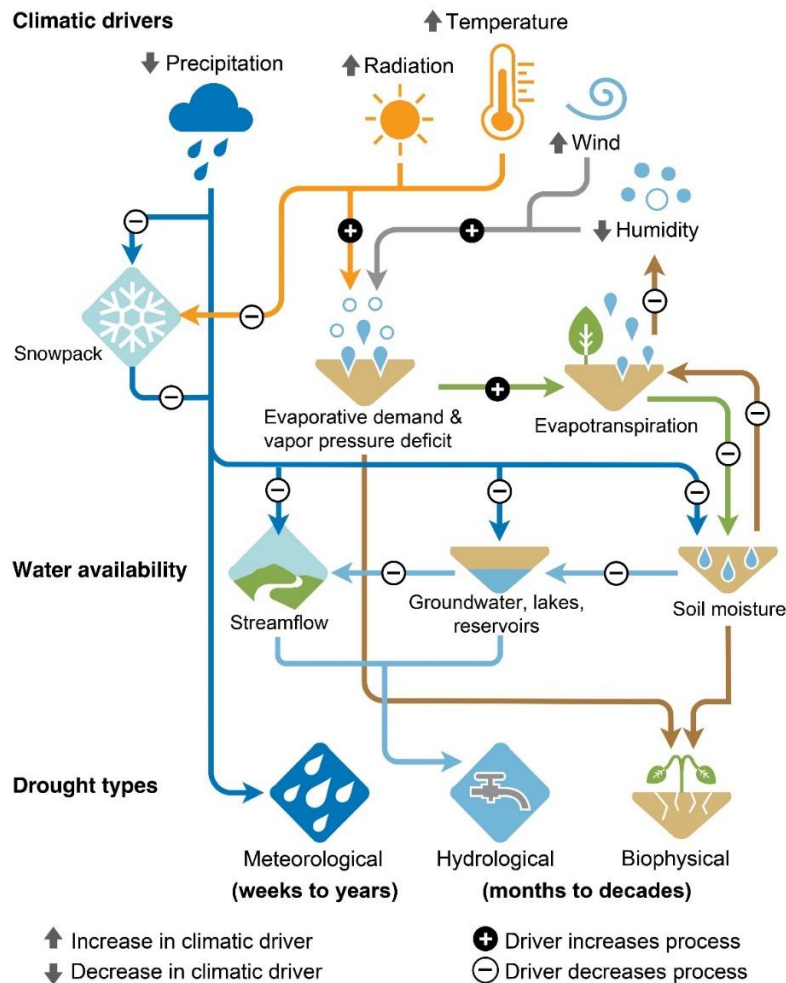 Climatic drivers
Temperature
Precipitation
Radiation
Wind
Humidity
Snowpack
Evaporative demand &
vapor pressure deficit
Evapotranspiration
Water availability
Streamflow
Groundwater, lakes,
reservoirs
Soil moisture
Drought types
Meteorological
(weeks to years)
Hydrological
Biophysical
(months to decades)
Increase in climatic driver
Decrease in climatic driver
Driver increases process
Driver decreases process